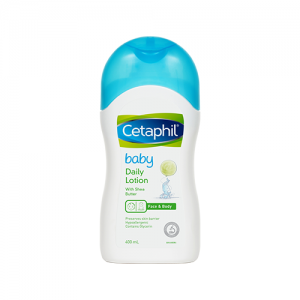 Cetaphil
baby
Daily
Lotion
With Shea
Butter
Face & Body
400 mL